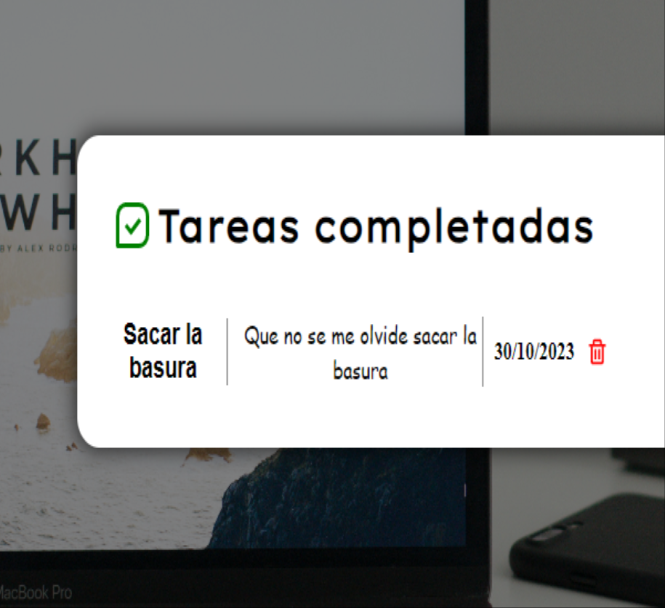 KH
WH
BY ALEX RODR
Tareas completadas
Sacar la
basura
Que no se me olvide sacar la
basura
30/10/2023
MacBook Pro